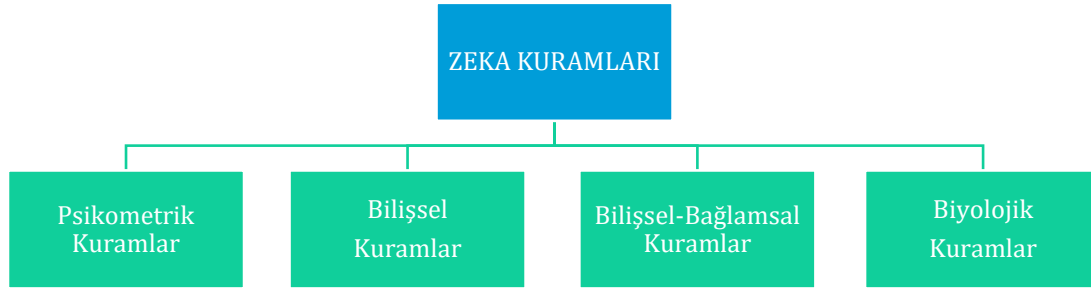 ZEKA KURAMLARI
Psikometrik
Kuramlar
Bilişsel
Kuramlar
Bilişsel-Bağlamsal
Kuramlar
Biyolojik
Kuramlar